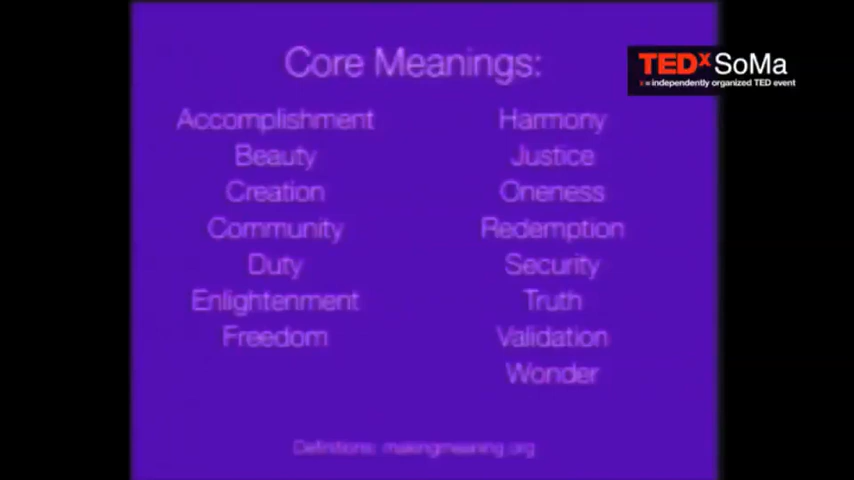 Core Meanings:
TEDxSoMa
x = independently organized TED event
Accomplishment
Beauty
Creation
Community
Duty
Enlightenment
Freedom
Harmony
Justice
Oneness
Redemption
Security
Truth
Validation
Wonder
Definitions: makingmeaning.org